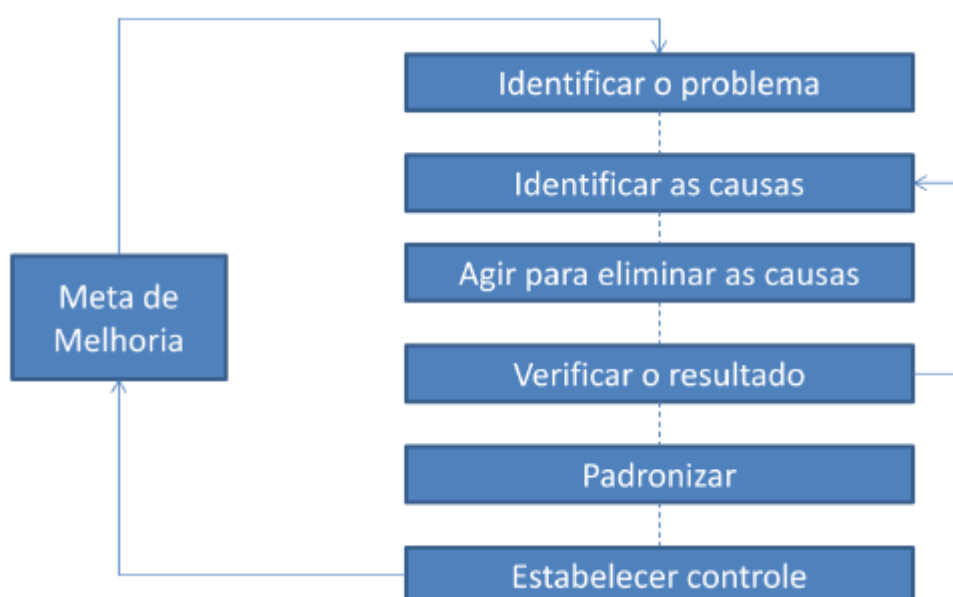 Identificar o problema
Identificar as causas
Agir para eliminar as causas
Meta de
Melhoria
Verificar o resultado
Padronizar
Estabelecer controle